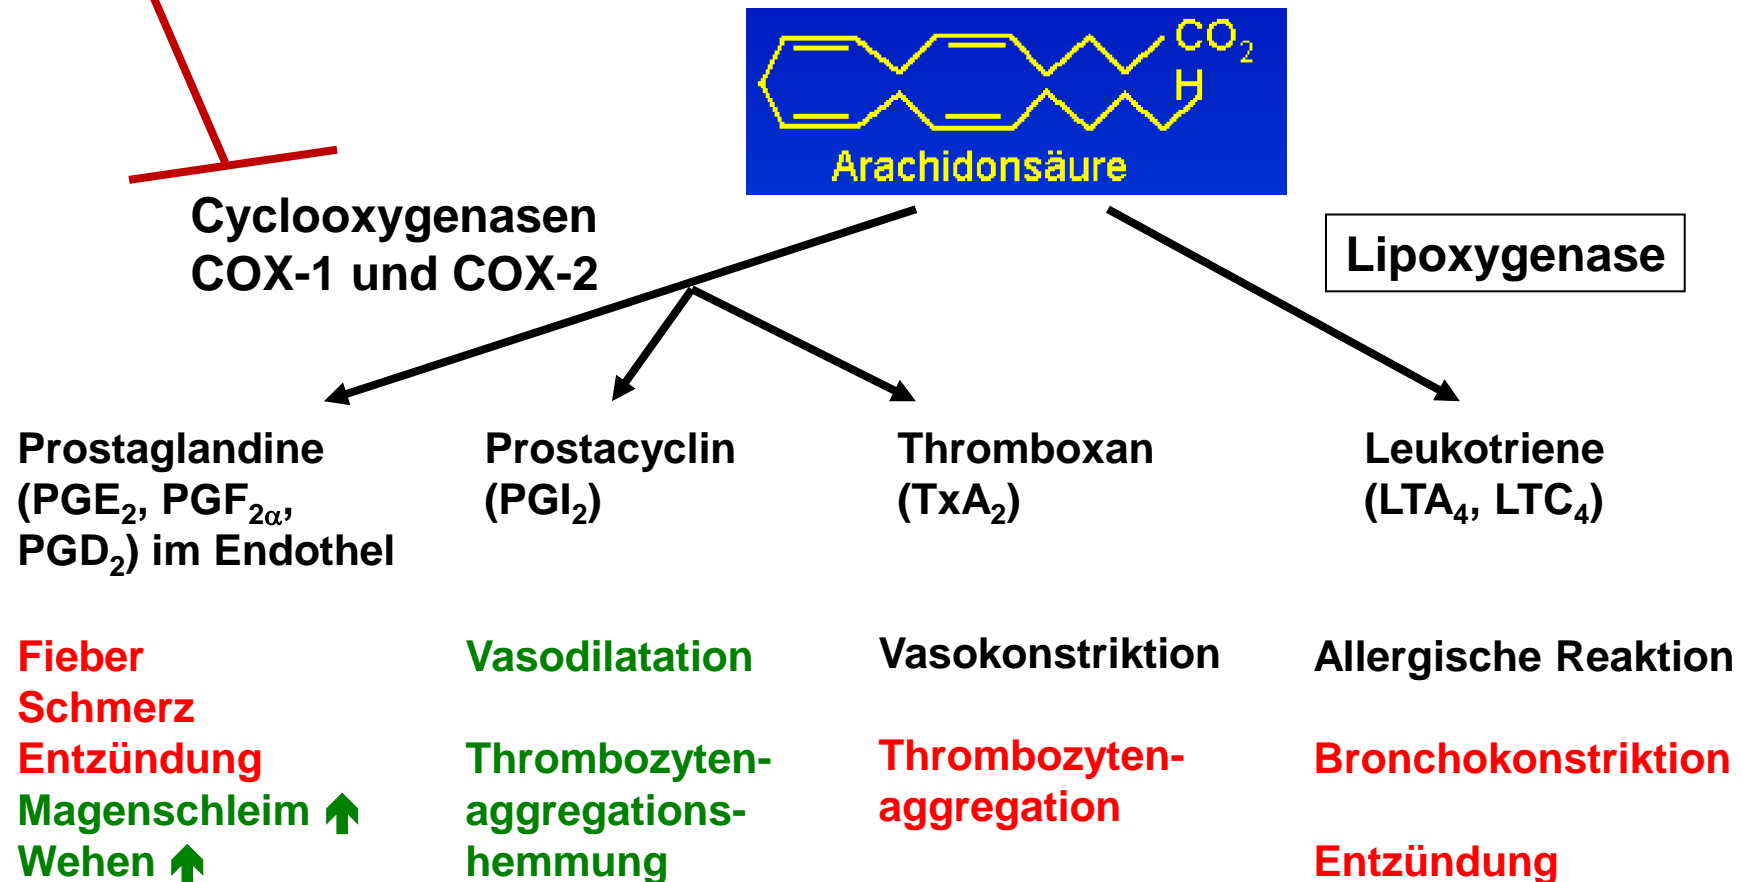 CO₂
H
Arachidonsäure
Cyclooxygenasen
COX-1 und COX-2
Lipoxygenase
Prostaglandine
(PGE₂, PGF₂α,
PGD₂) im Endothel
Prostacyclin
(PGI₂)
Thromboxan
(TxA₂)
Leukotriene
(LTA₄, LTC₄)
Fieber
Schmerz
Entzündung
Magenschleim ↑
Wehen ↑
Vasodilatation
Thrombozyten-
aggregations-
hemmung
Vasokonstriktion
Thrombozyten-
aggregation
Allergische Reaktion
Bronchokonstriktion
Entzündung